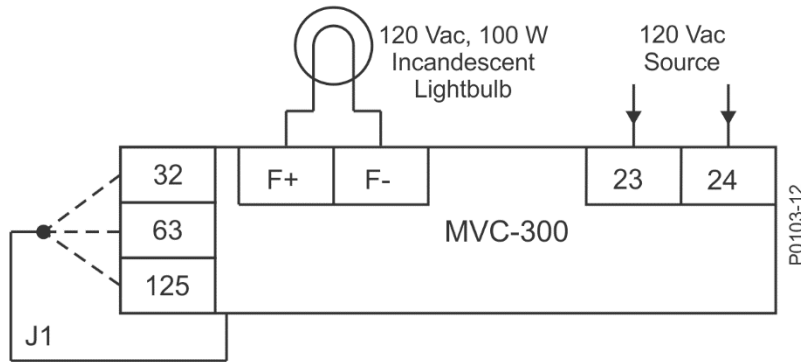 120 Vac, 100 W
Incandescent
Lightbulb
120 Vac
Source
32
63
125
F+
F-
23
24
MVC-300
J1
P0103-12